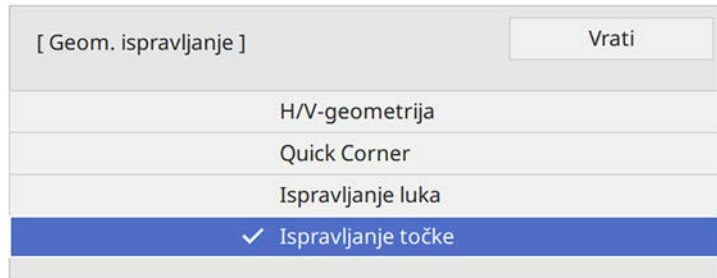 [ Geom. ispravljanje ]
Vrati
H/V-geometrija
Quick Corner
Ispravljanje luka
Ispravljanje točke